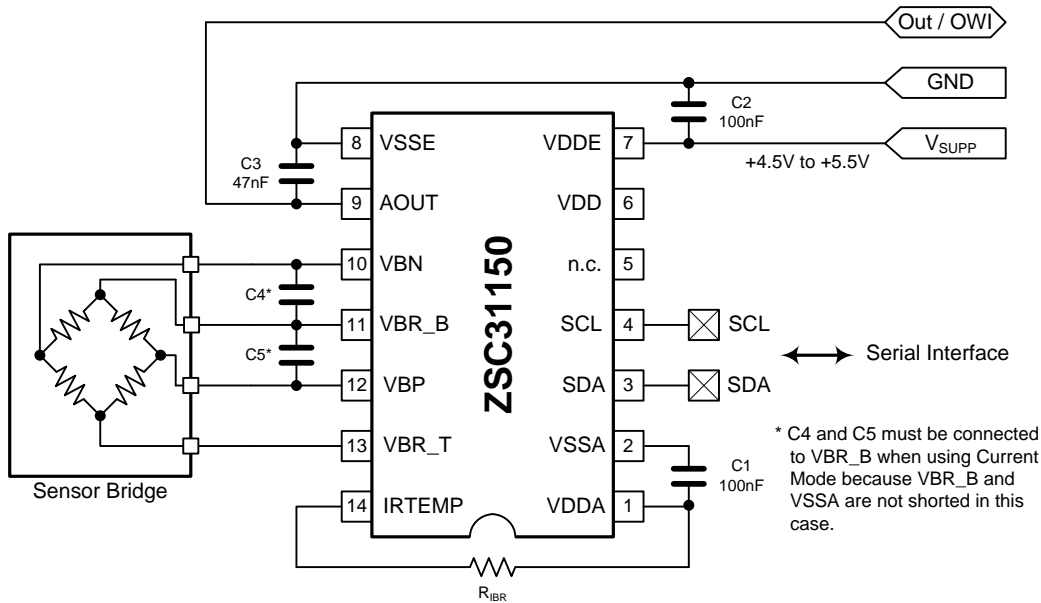 Out / OWI
GND
C2
100nF
V_SUPP
+4.5V to +5.5V
C3
47nF
8 VSSE
VDDE 7
9 AOUT
VDD 6
10 VBN
n.c. 5
C4*
11 VBR_B
SCL 4
SCL
C5*
Serial Interface
12 VBP
SDA 3
SDA
13 VBR_T
VSSA 2
C1
100nF
14 IRTEMP
VDDA 1
ZSC31150
Sensor Bridge
R_IBR
* C4 and C5 must be connected
to VBR_B when using Current
Mode because VBR_B and
VSSA are not shorted in this
case.